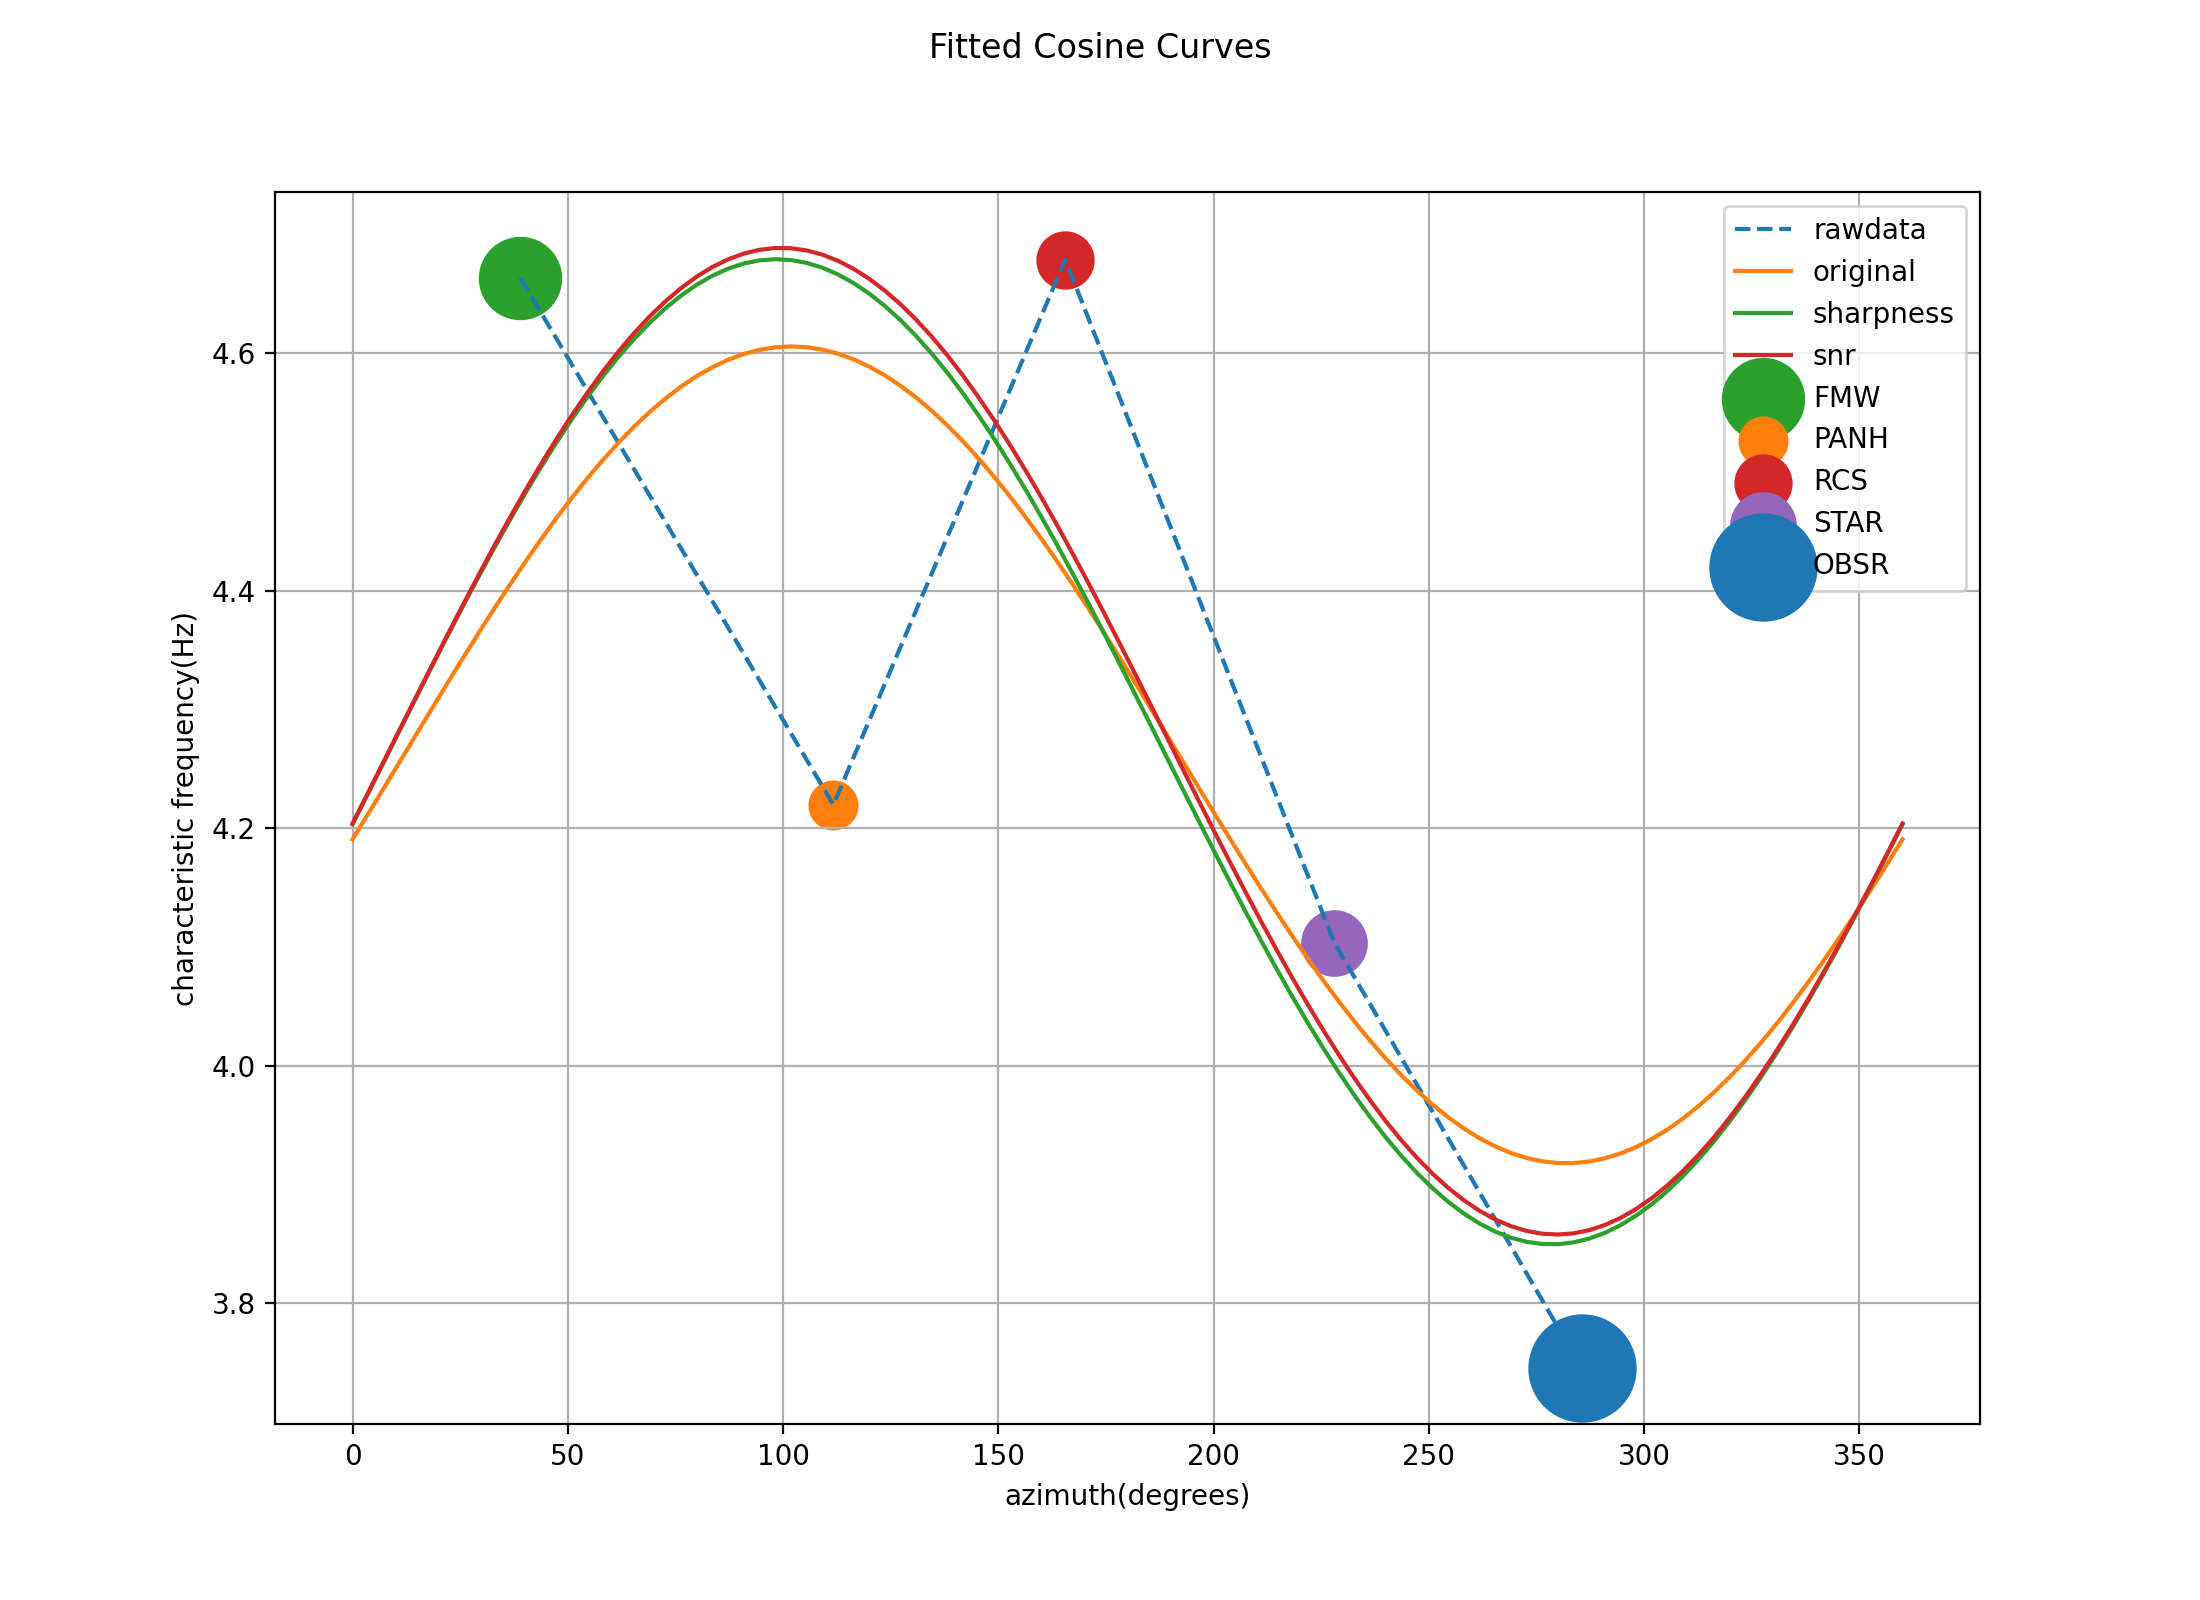 Fitted Cosine Curves
rawdata
original
sharpness
snr
FMW
PANH
RCS
STAR
OBSR
4.6
4.4
4.2
4.0
3.8
characteristic frequency(Hz)
0 50 100 150 200 250 300 350
azimuth(degrees)